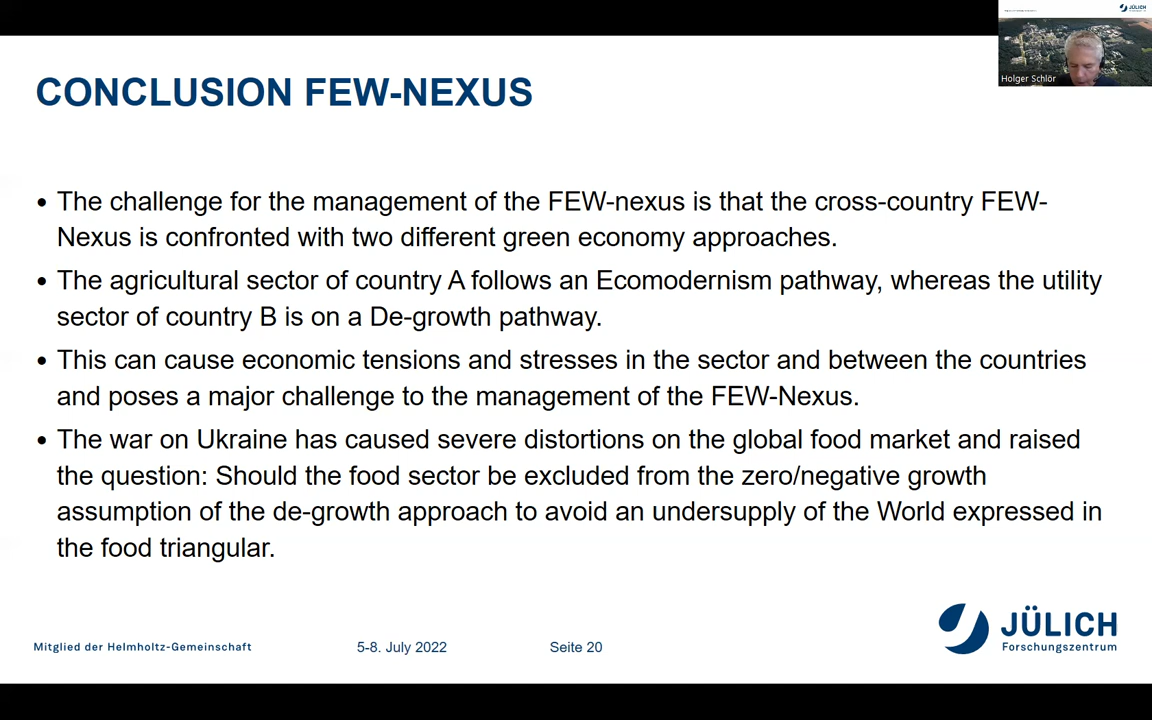 JÜLICH
Holger Schlör
CONCLUSION FEW-NEXUS
• The challenge for the management of the FEW-nexus is that the cross-country FEW-
Nexus is confronted with two different green economy approaches.
• The agricultural sector of country A follows an Ecomodernism pathway, whereas the utility
sector of country B is on a De-growth pathway.
• This can cause economic tensions and stresses in the sector and between the countries
and poses a major challenge to the management of the FEW-Nexus.
• The war on Ukraine has caused severe distortions on the global food market and raised
the question: Should the food sector be excluded from the zero/negative growth
assumption of the de-growth approach to avoid an undersupply of the World expressed in
the food triangular.
Mitglied der Helmholtz-Gemeinschaft
5-8. July 2022
Seite 20
JÜLICH
Forschungszentrum